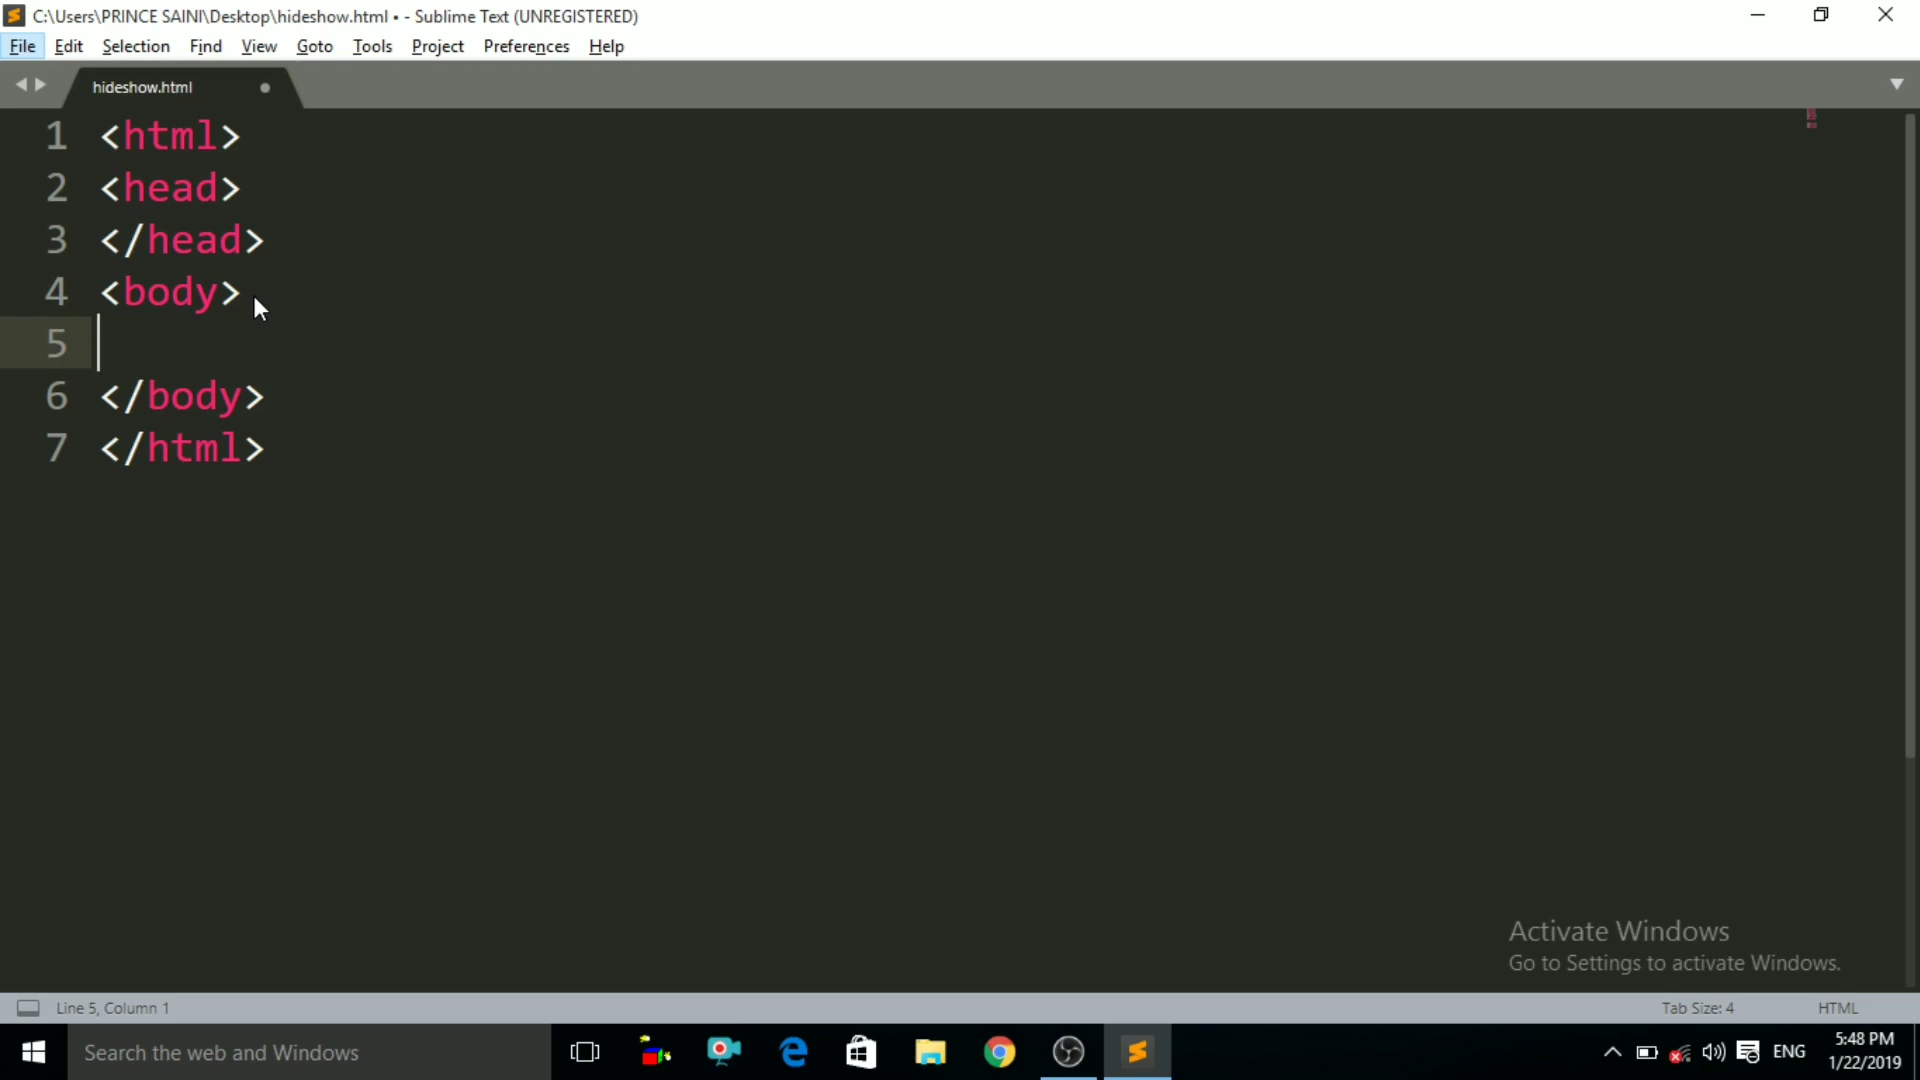 C:\Users\PRINCE SAINI\Desktop\hideshow.html • - Sublime Text (UNREGISTERED)
File Edit Selection Find View Goto Tools Project Preferences Help
hideshow.html
1 <html>
2 <head>
3 </head>
4 <body>
5
6 </body>
7 </html>
Activate Windows
Go to Settings to activate Windows.
Line 5, Column 1 Tab Size: 4 HTML
Search the web and Windows ENG 5:48 PM
1/22/2019